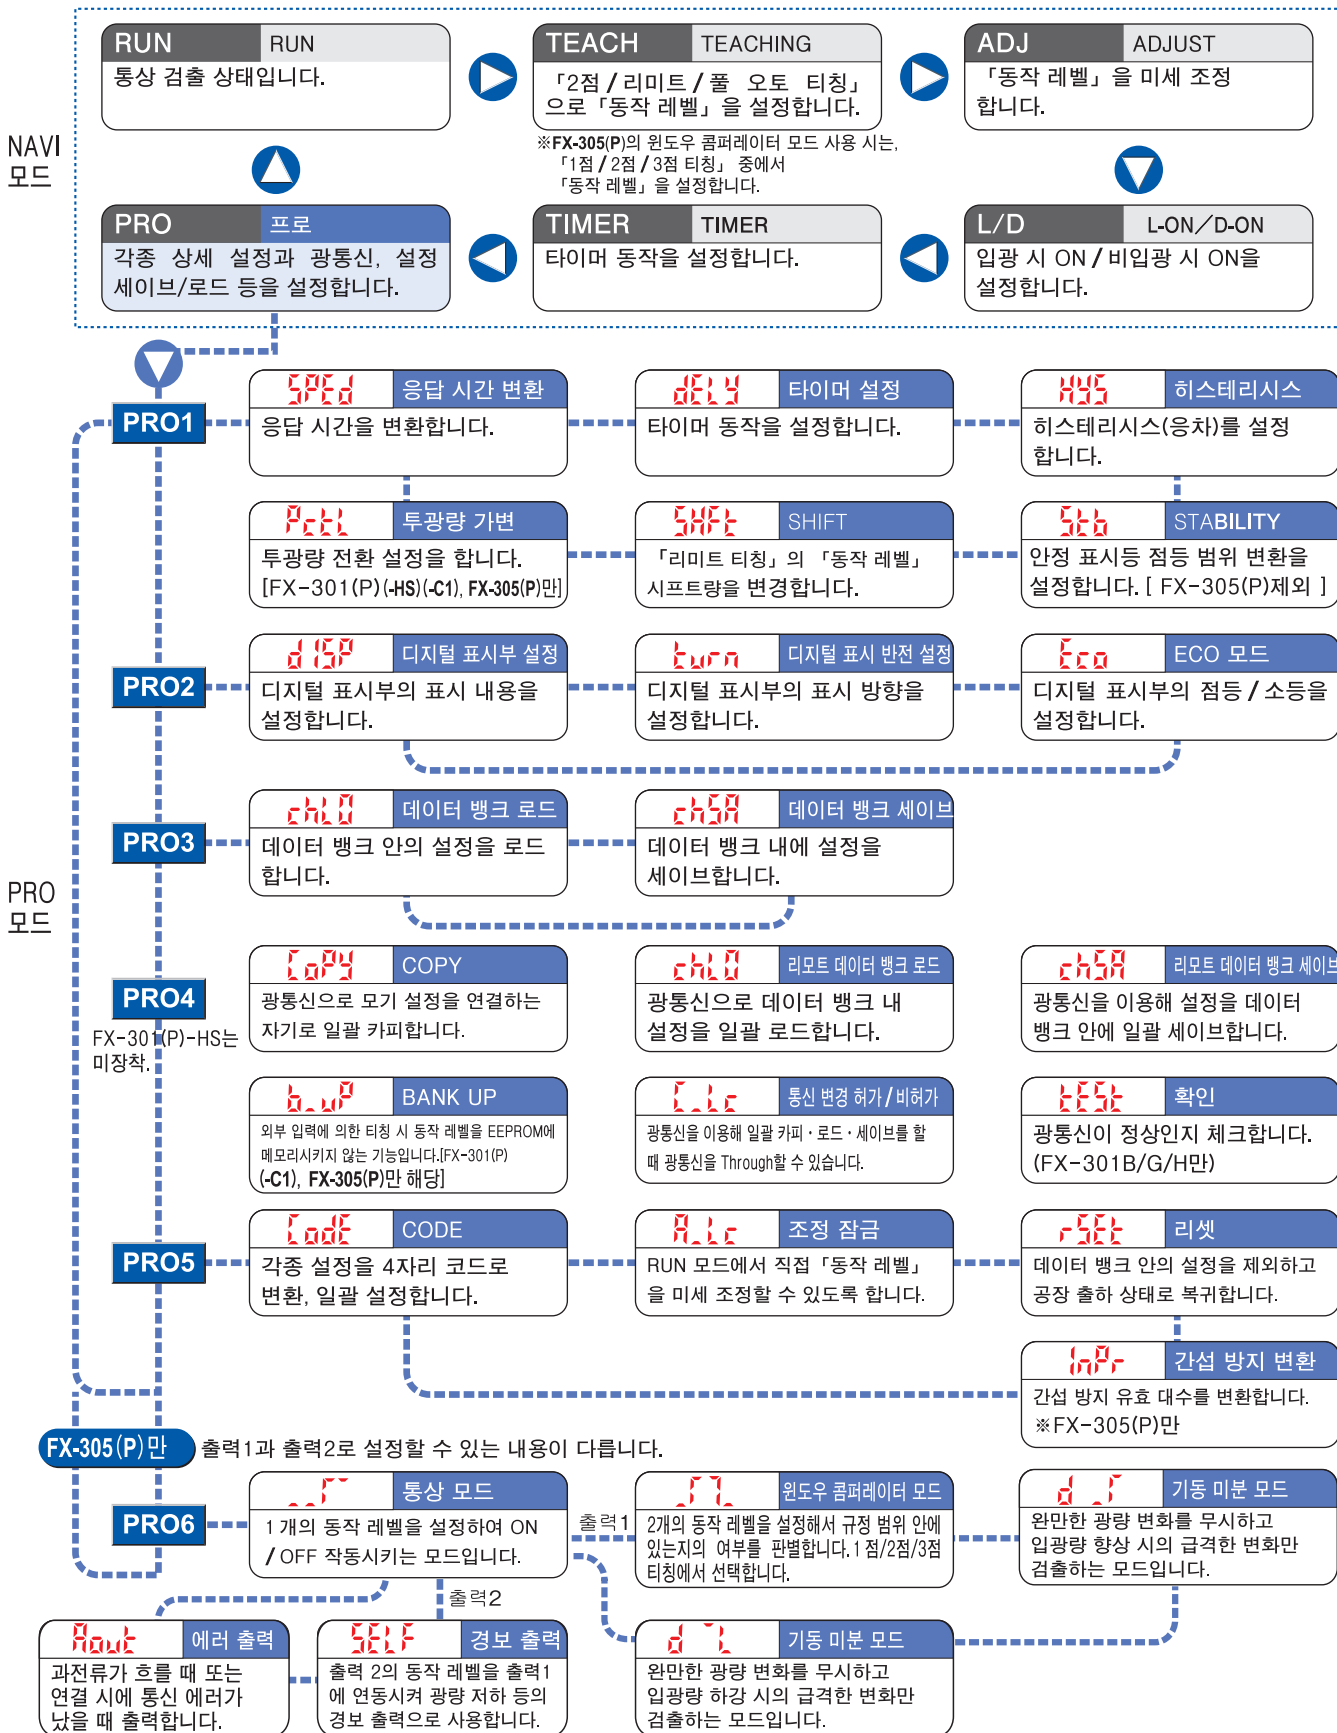 NAVI
모드
RUN RUN
통상 검출 상태입니다.
TEACH TEACHING
「2점 / 리미트 / 풀 오토 티칭」
으로「동작 레벨」을 설정합니다.
※FX-305(P)의 윈도우 콤퍼레이터 모드 사용 시는,
「1점 / 2점 / 3점 티칭」 중에서
「동작 레벨」을 설정합니다.
ADJ ADJUST
「동작 레벨」을 미세 조정
합니다.
PRO 프로
각종 상세 설정과 광통신, 설정
세이브/로드 등을 설정합니다.
TIMER TIMER
타이머 동작을 설정합니다.
L/D L-ON/D-ON
입광 시 ON / 비입광 시 ON을
설정합니다.
PRO
모드
PRO1
SPEd 응답 시간 변환
응답 시간을 변환합니다.
dELY 타이머 설정
타이머 동작을 설정합니다.
HYS 히스테리시스
히스테리시스(응차)를 설정
합니다.
PctL 투광량 가변
투광량 전환 설정을 합니다.
[FX-301(P)(-HS)(-C1), FX-305(P)만]
SHFt SHIFT
「리미트 티칭」의 「동작 레벨」
시프트량을 변경합니다.
Stb STABILITY
안정 표시등 점등 범위 변환을
설정합니다. [ FX-305(P)제외 ]
PRO2
dISP 디지털 표시부 설정
디지털 표시부의 표시 내용을
설정합니다.
turn 디지털 표시 반전 설정
디지털 표시부의 표시 방향을
설정합니다.
Eco ECO 모드
디지털 표시부의 점등 / 소등을
설정합니다.
PRO3
chLO 데이터 뱅크 로드
데이터 뱅크 안의 설정을 로드
합니다.
chSA 데이터 뱅크 세이브
데이터 뱅크 내에 설정을
세이브합니다.
PRO4
FX-301(P)-HS는
미장착.
CoPY COPY
광통신으로 모기 설정을 연결하는
자기로 일괄 카피합니다.
chLO 리모트 데이터 뱅크 로드
광통신으로 데이터 뱅크 내
설정을 일괄 로드합니다.
chSA 리모트 데이터 뱅크 세이브
광통신을 이용해 설정을 데이터
뱅크 안에 일괄 세이브합니다.
b_uP BANK UP
외부 입력에 의한 티칭 시 동작 레벨을 EEPROM에
메모리시키지 않는 기능입니다.[FX-301(P)
(-C1), FX-305(P)만 해당]
C_Lc 통신 변경 허가 / 비허가
광통신을 이용해 일괄 카피・로드・세이브를 할
때 광통신을 Through할 수 있습니다.
tESt 확인
광통신이 정상인지 체크합니다.
(FX-301B/G/H만)
PRO5
CodE CODE
각종 설정을 4자리 코드로
변환, 일괄 설정합니다.
A_Lc 조정 잠금
RUN 모드에서 직접「동작 레벨」
을 미세 조정할 수 있도록 합니다.
rSEt 리셋
데이터 뱅크 안의 설정을 제외하고
공장 출하 상태로 복귀합니다.
InPr 간섭 방지 변환
간섭 방지 유효 대수를 변환합니다.
※FX-305(P)만
FX-305(P)만 출력1과 출력2로 설정할 수 있는 내용이 다릅니다.
PRO6
통상 모드
1개의 동작 레벨을 설정하여 ON
/ OFF 작동시키는 모드입니다.
출력1
윈도우 콤퍼레이터 모드
2개의 동작 레벨을 설정해서 규정 범위 안에
있는지의 여부를 판별합니다. 1점/2점/3점
티칭에서 선택합니다.
d 기동 미분 모드
완만한 광량 변화를 무시하고
입광량 향상 시의 급격한 변화만
검출하는 모드입니다.
출력2
Aout 에러 출력
과전류가 흐를 때 또는
연결 시에 통신 에러가
났을 때 출력합니다.
SELF 경보 출력
출력 2의 동작 레벨을 출력1
에 연동시켜 광량 저하 등의
경보 출력으로 사용합니다.
d 기동 미분 모드
완만한 광량 변화를 무시하고
입광량 하강 시의 급격한 변화만
검출하는 모드입니다.